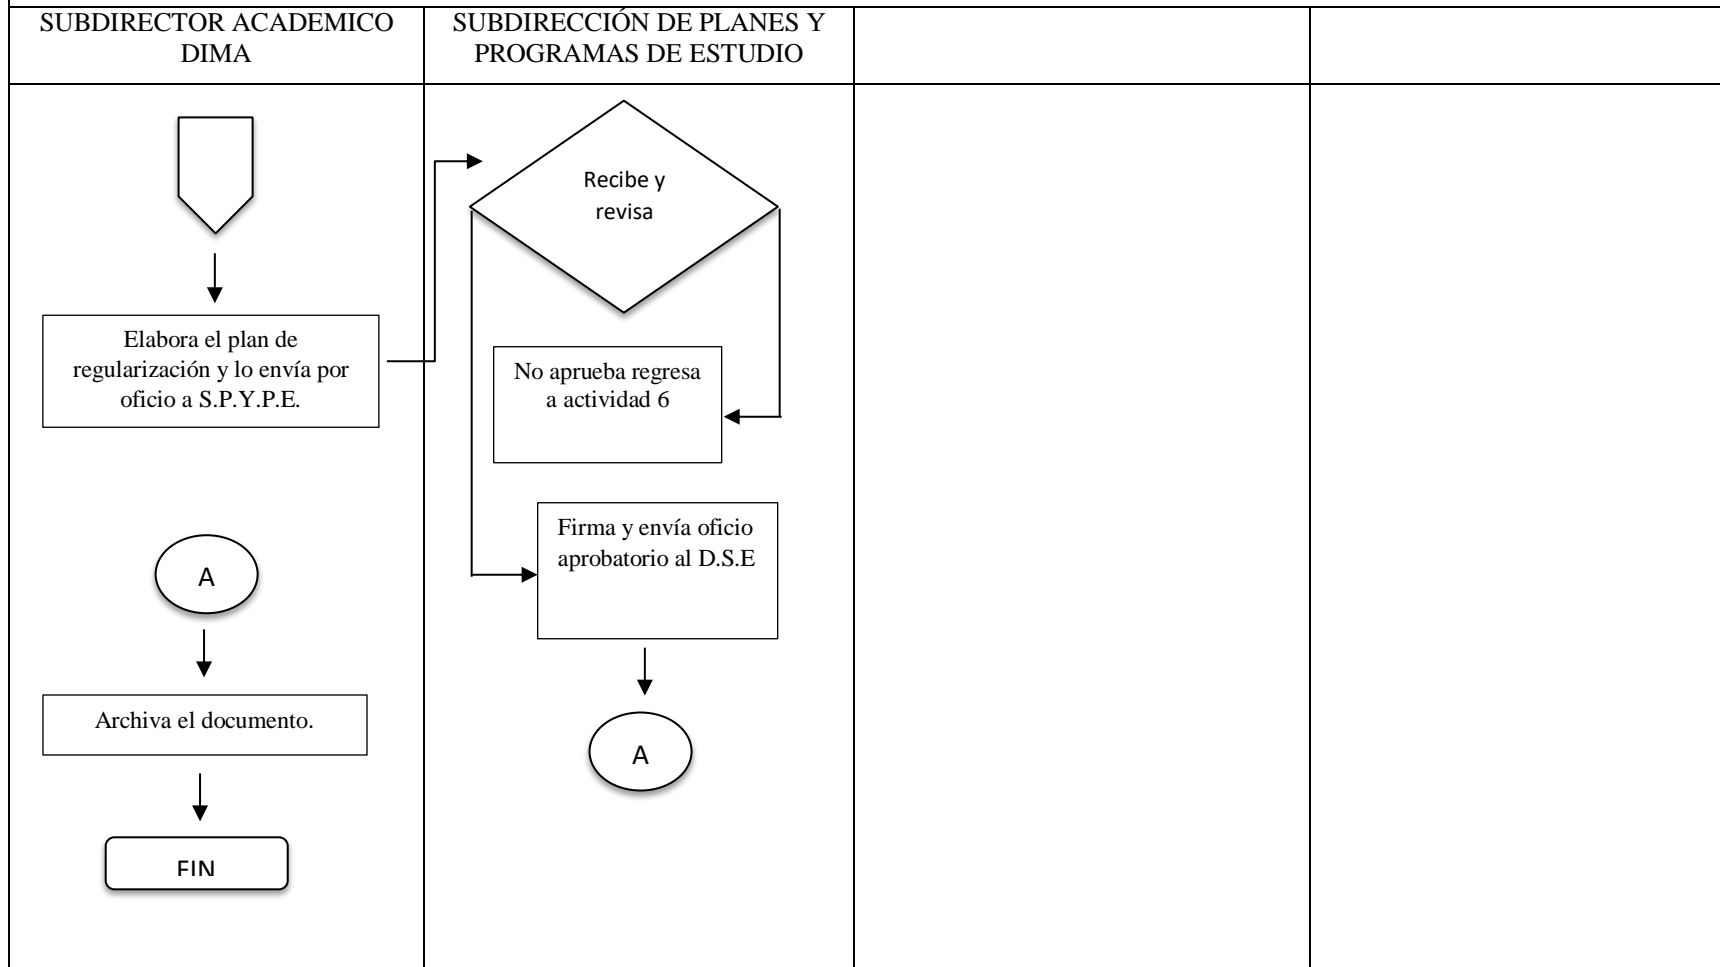 SUBDIRECTOR ACADEMICO
DIMA
SUBDIRECCIÓN DE PLANES Y
PROGRAMAS DE ESTUDIO
Elabora el plan de
regularización y lo envía por
oficio a S.P.Y.P.E.
A
Archiva el documento.
FIN
Recibe y
revisa
No aprueba regresa
a actividad 6
Firma y envía oficio
aprobatorio al D.S.E
A